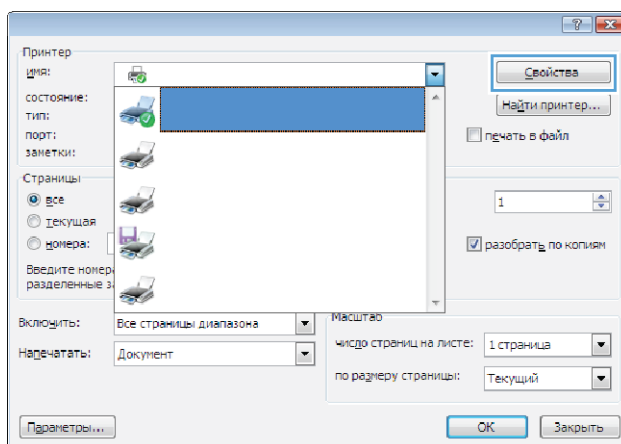 Принтер
имя:
Свойства
состояние:
Найти принтер...
тип:
порт:
печать в файл
заметки:
Страницы
все
1
текущая
номера:
разобрать по копиям
Введите номера
разделенные з
Включить:
Все страницы диапазона
Масштаб
число страниц на листе:
1 страница
Напечатать:
Документ
по размеру страницы:
Текущий
Параметры...
ОК
Закрыть